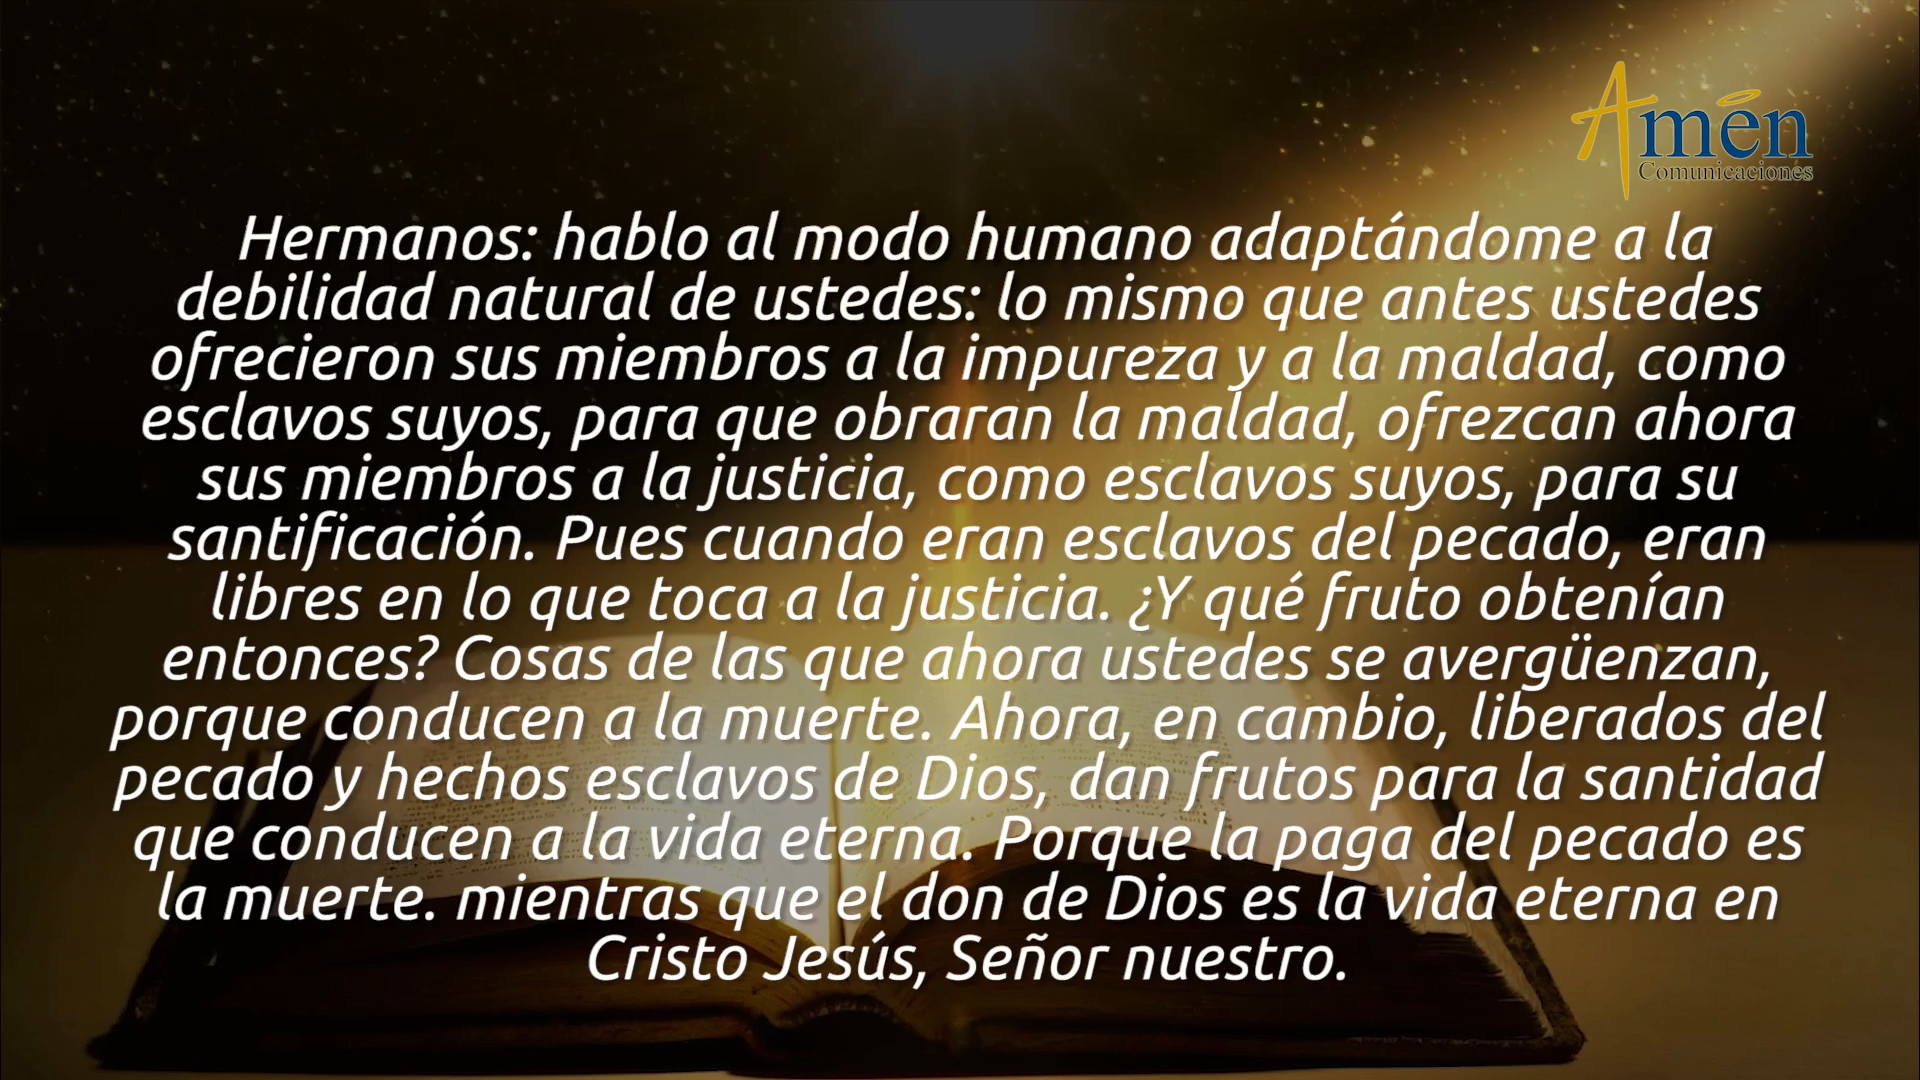 Amén
Comunicaciones
Hermanos: hablo al modo humano adaptándome a la
debilidad natural de ustedes: lo mismo que antes ustedes
ofrecieron sus miembros a la impureza y a la maldad, como
esclavos suyos, para que obraran la maldad, ofrezcan ahora
sus miembros a la justicia, como esclavos suyos, para su
santificación. Pues cuando eran esclavos del pecado, eran
libres en lo que toca a la justicia. ¿Y qué fruto obtenían
entonces? Cosas de las que ahora ustedes se avergüenzan,
porque conducen a la muerte. Ahora, en cambio, liberados del
pecado y hechos esclavos de Dios, dan frutos para la santidad
que conducen a la vida eterna. Porque la paga del pecado es
la muerte. mientras que el don de Dios es la vida eterna en
Cristo Jesús, Señor nuestro.